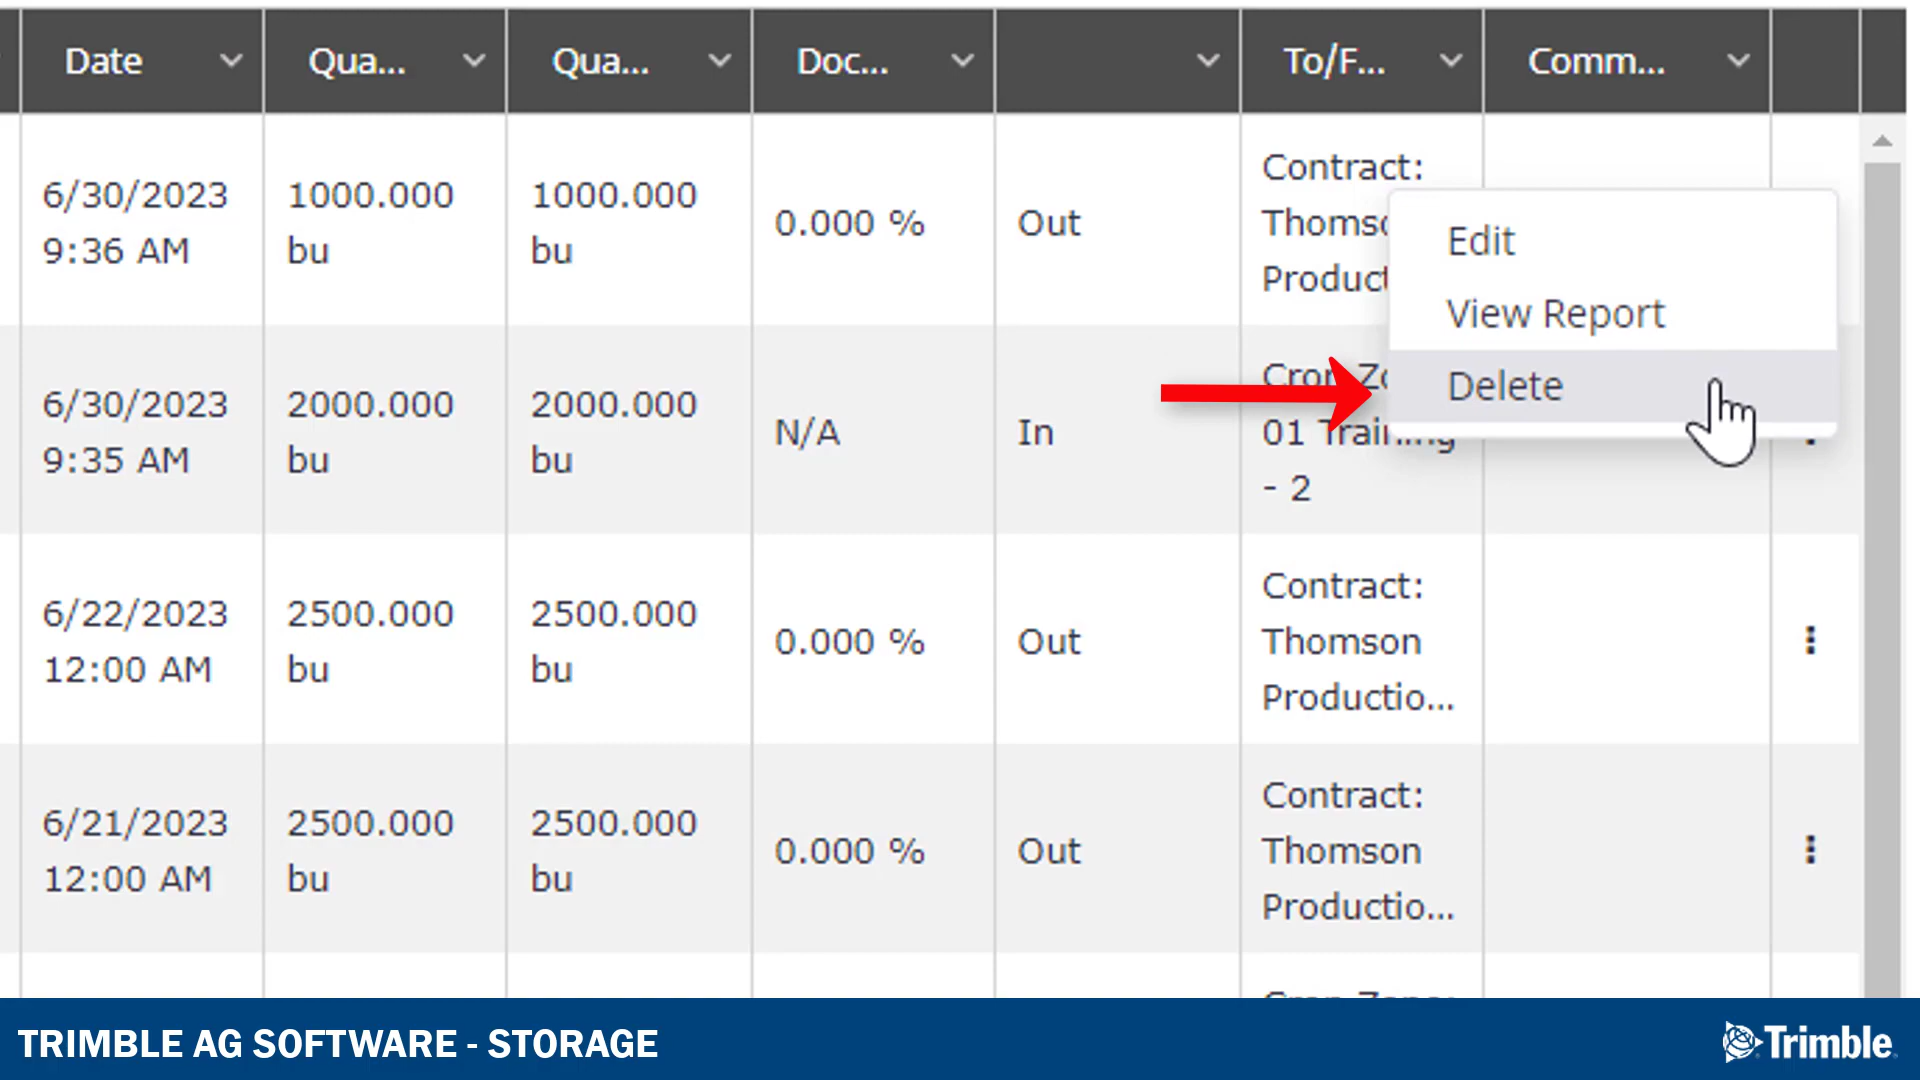 Date Qua... Qua... Doc... To/F... Comm...
6/30/2023
9:36 AM
1000.000
bu
1000.000
bu
0.000 %
Out
Contract:
Thomso
Product
Edit
View Report
Delete
6/30/2023
9:35 AM
2000.000
bu
2000.000
bu
N/A
In
01 Training
- 2
6/22/2023
12:00 AM
2500.000
bu
2500.000
bu
0.000 %
Out
Contract:
Thomson
Productio...
6/21/2023
12:00 AM
2500.000
bu
2500.000
bu
0.000 %
Out
Contract:
Thomson
Productio...
TRIMBLE AG SOFTWARE - STORAGE
Trimble